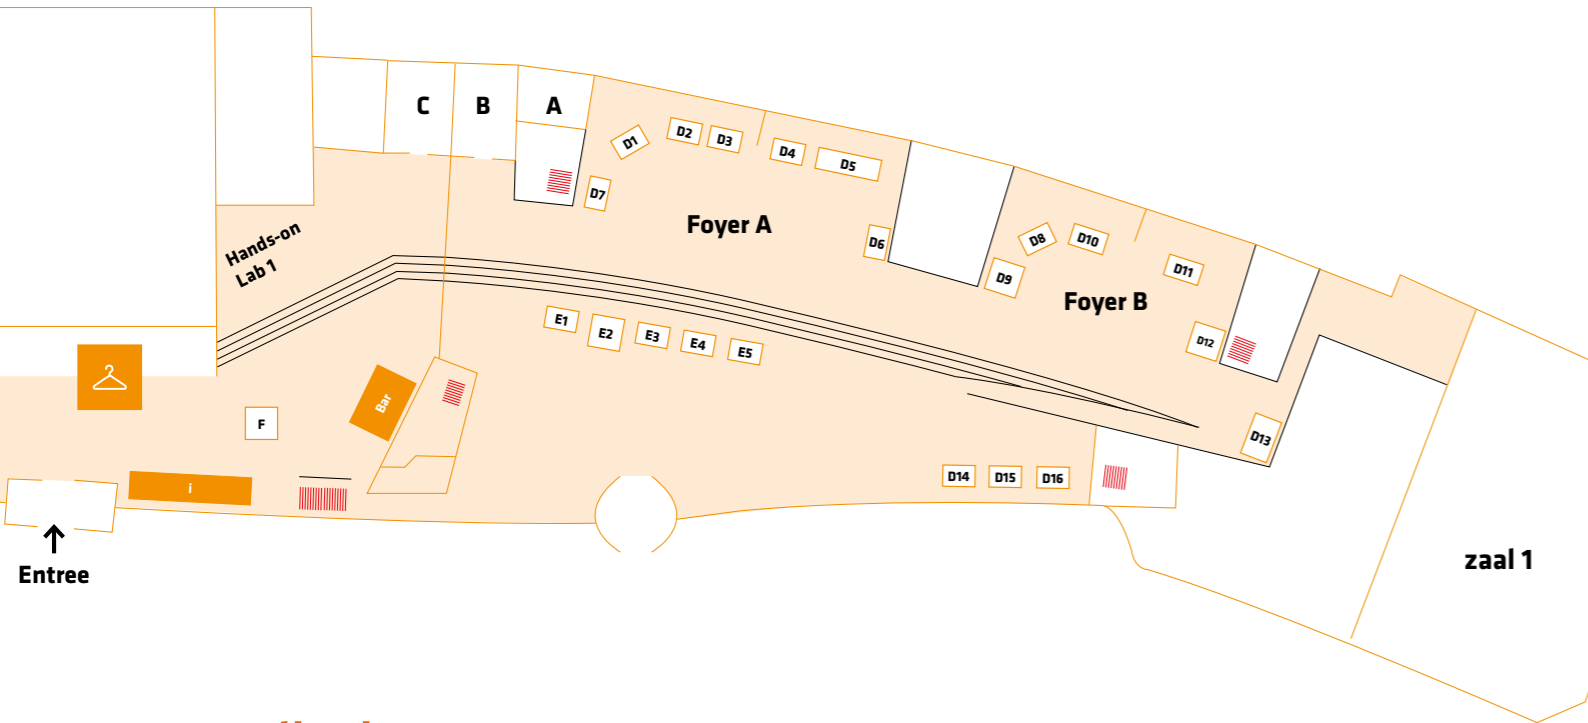 C
B
A
D1
D2
D3
D4
D5
D7
Foyer A
D6
Hands-on
Lab 1
D8
D10
D9
D11
Foyer B
D12
E1
E2
E3
E4
E5
Bar
F
D13
i
D14
D15
D16
Entree
zaal 1